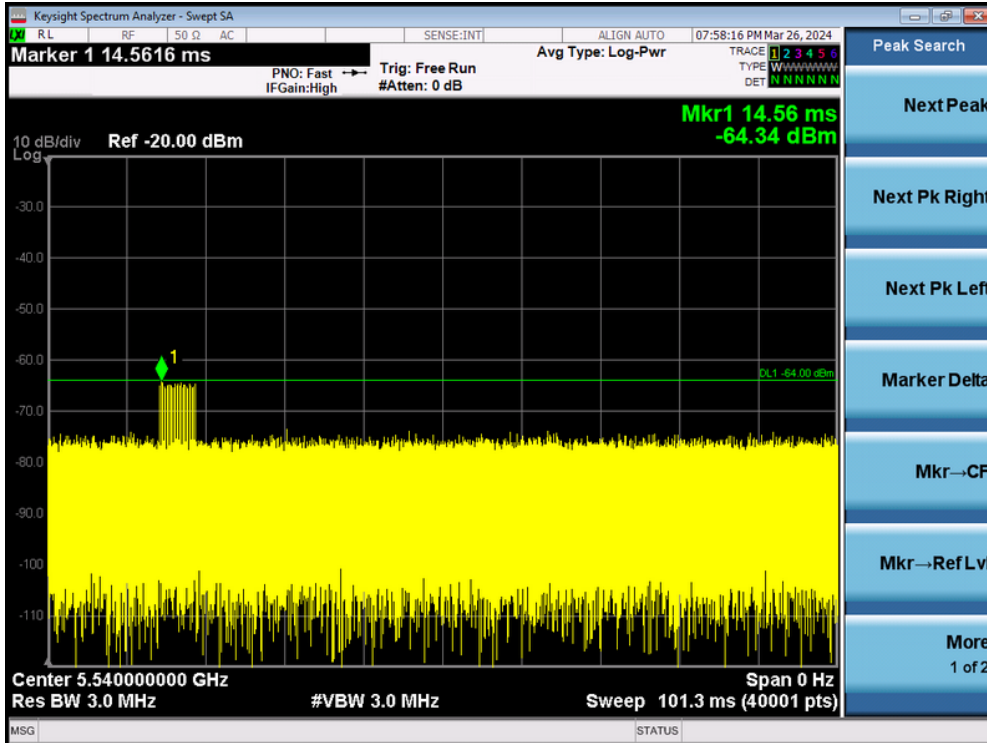 Keysight Spectrum Analyzer - Swept SA
LXI RL RF 50 Ω AC SENSE:INT ALIGN AUTO 07:58:16 PM Mar 26, 2024
Marker 1 14.5616 ms
PNO: Fast
IFGain:High
Trig: Free Run
#Atten: 0 dB
Avg Type: Log-Pwr
TRACE 1 2 3 4 5 6
TYPE WWWWWW
DET N N N N N N
Mkr1 14.56 ms
-64.34 dBm
10 dB/div Ref -20.00 dBm
Log
-30.0
-40.0
-50.0
-60.0
1
DL1 -64.00 dBm
-70.0
-80.0
-90.0
-100
-110
Center 5.540000000 GHz Span 0 Hz
Res BW 3.0 MHz #VBW 3.0 MHz Sweep 101.3 ms (40001 pts)
MSG STATUS
Peak Search
Next Peak
Next Pk Right
Next Pk Left
Marker Delta
Mkr→CF
Mkr→Ref Lvl
More
1 of 2